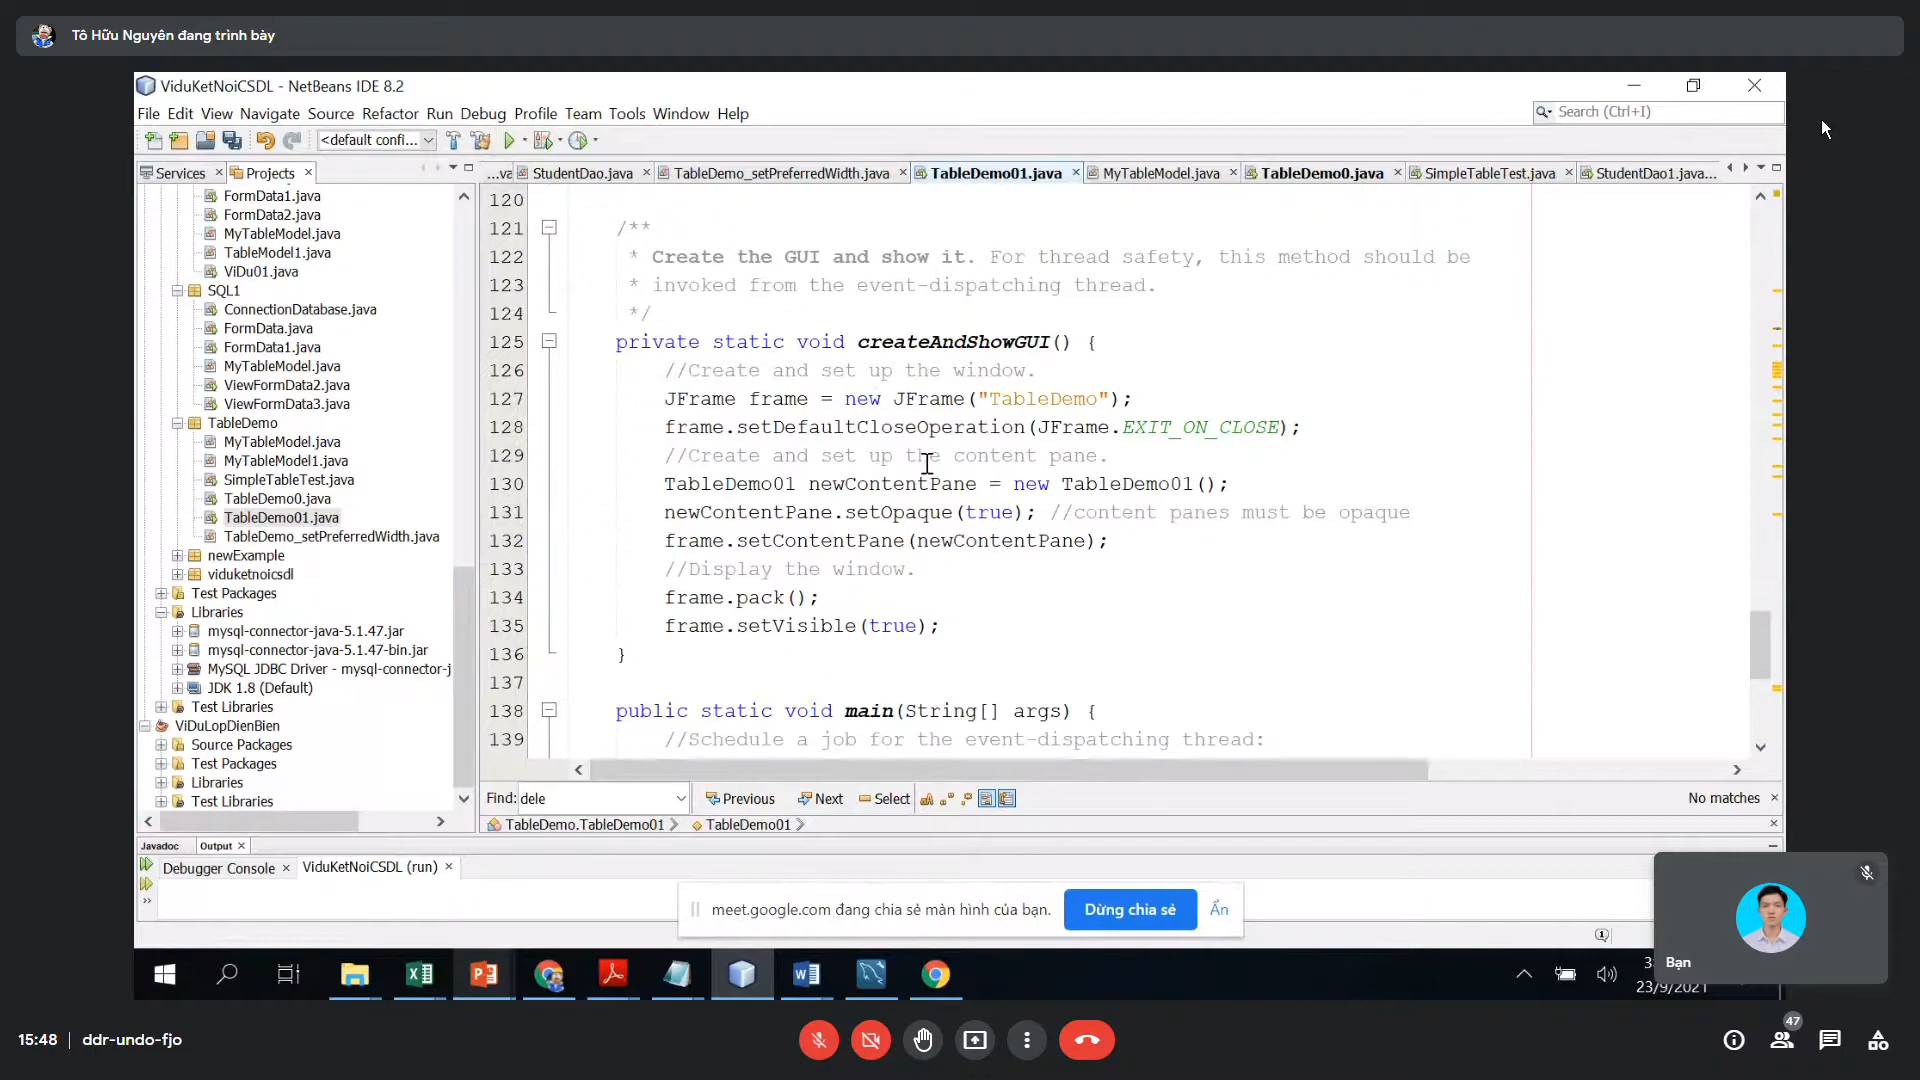 Tô Hữu Nguyên đang trình bày
ViduKetNoiCSDL - NetBeans IDE 8.2
File Edit View Navigate Source Refactor Run Debug Profile Team Tools Window Help
Search (Ctrl+I)
<default confi...
Services Projects
...va StudentDao.java TableDemo_setPreferredWidth.java TableDemo01.java MyTableModel.java TableDemo0.java SimpleTableTest.java StudentDao1.java...
FormData1.java
FormData2.java
MyTableModel.java
TableModel1.java
ViDu01.java
SQL1
ConnectionDatabase.java
FormData.java
FormData1.java
MyTableModel.java
ViewFormData2.java
ViewFormData3.java
TableDemo
MyTableModel.java
MyTableModel1.java
SimpleTableTest.java
TableDemo0.java
TableDemo01.java
TableDemo_setPreferredWidth.java
newExample
viduketnoicsdl
Test Packages
Libraries
mysql-connector-java-5.1.47.jar
mysql-connector-java-5.1.47-bin.jar
MySQL JDBC Driver - mysql-connector-j
JDK 1.8 (Default)
Test Libraries
ViDuLopDienBien
Source Packages
Test Packages
Libraries
Test Libraries
120
121 /**
122 * Create the GUI and show it. For thread safety, this method should be
123 * invoked from the event-dispatching thread.
124 */
125 private static void createAndShowGUI() {
126 //Create and set up the window.
127 JFrame frame = new JFrame("TableDemo");
128 frame.setDefaultCloseOperation(JFrame.EXIT_ON_CLOSE);
129 //Create and set up the content pane.
130 TableDemo01 newContentPane = new TableDemo01();
131 newContentPane.setOpaque(true); //content panes must be opaque
132 frame.setContentPane(newContentPane);
133 //Display the window.
134 frame.pack();
135 frame.setVisible(true);
136 }
137
138 public static void main(String[] args) {
139 //Schedule a job for the event-dispatching thread:
Find: dele Previous Next Select No matches
TableDemo.TableDemo01 TableDemo01
Javadoc Output
Debugger Console ViduKetNoiCSDL (run)
meet.google.com đang chia sẻ màn hình của bạn. Dừng chia sẻ Ẩn
Bạn
23/9/2021
15:48 | ddr-undo-fjo
47